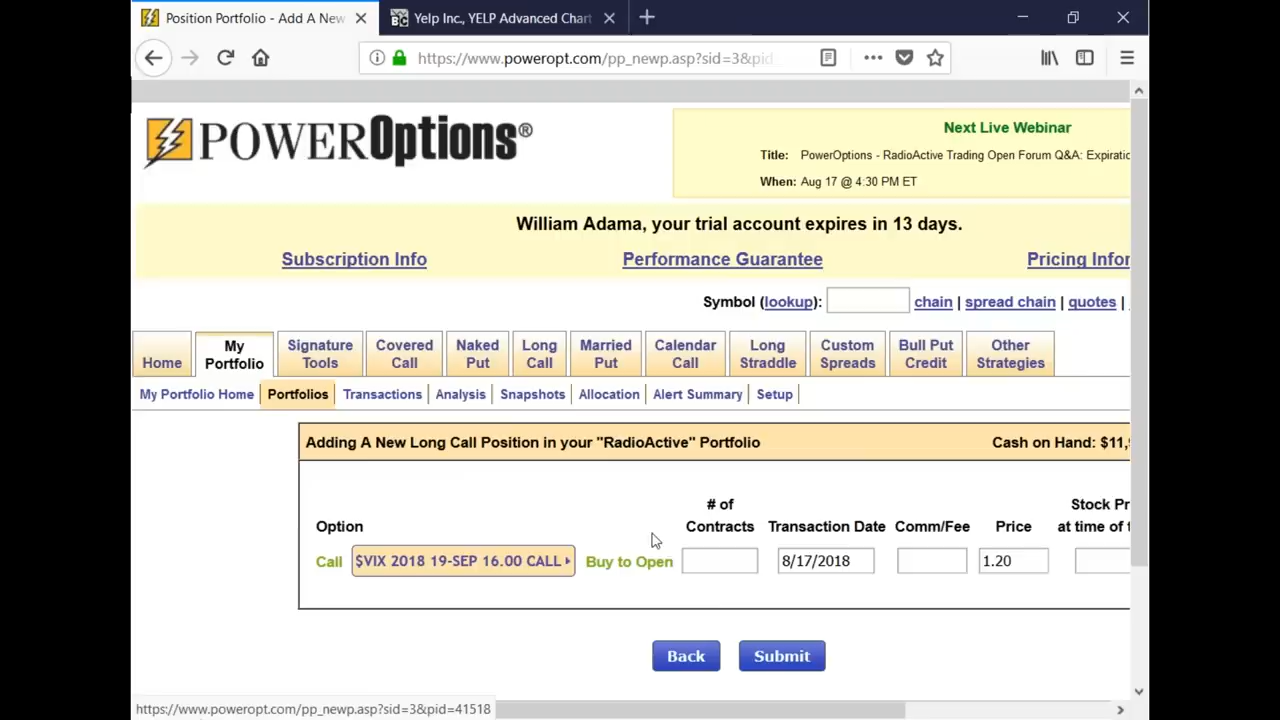 Position Portfolio - Add A New
Yelp Inc., YELP Advanced Chart
https://www.poweropt.com/pp_newp.asp?sid=3&pid
POWEROptions®
Next Live Webinar
Title: PowerOptions - RadioActive Trading Open Forum Q&A: Expiratio
When: Aug 17 @ 4:30 PM ET
William Adama, your trial account expires in 13 days.
Subscription Info Performance Guarantee Pricing Infor
Symbol (lookup): chain | spread chain | quotes |
Home My Portfolio Signature Tools Covered Call Naked Put Long Call Married Put Calendar Call Long Straddle Custom Spreads Bull Put Credit Other Strategies
My Portfolio Home Portfolios Transactions Analysis Snapshots Allocation Alert Summary Setup
Adding A New Long Call Position in your "RadioActive" Portfolio Cash on Hand: $11,
Option # of Contracts Transaction Date Comm/Fee Price Stock Pr at time of t
Call $VIX 2018 19-SEP 16.00 CALL Buy to Open 8/17/2018 1.20
Back Submit
https://www.poweropt.com/pp_newp.asp?sid=3&pid=41518